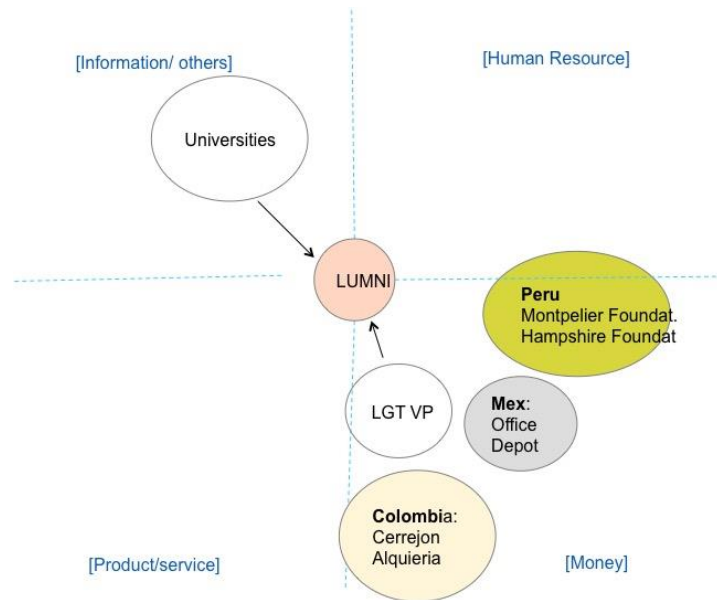 [Information/ others]
[Human Resource]
Universities
LUMNI
Peru
Montpelier Foundat.
Hampshire Foundat
LGT VP
Mex:
Office
Depot
Colombia:
Cerrejon
Alquieria
[Product/service]
[Money]